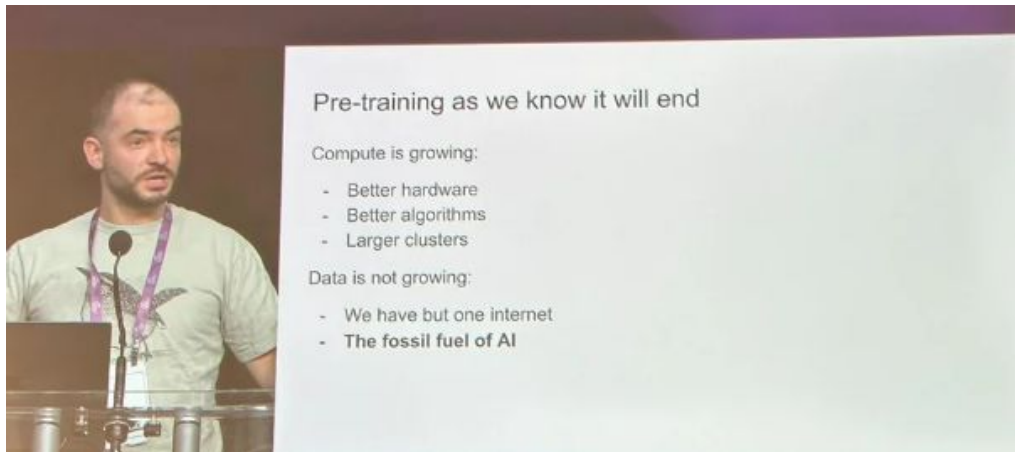 Pre-training as we know it will end
Compute is growing:
- Better hardware
- Better algorithms
- Larger clusters
Data is not growing:
- We have but one internet
- The fossil fuel of AI